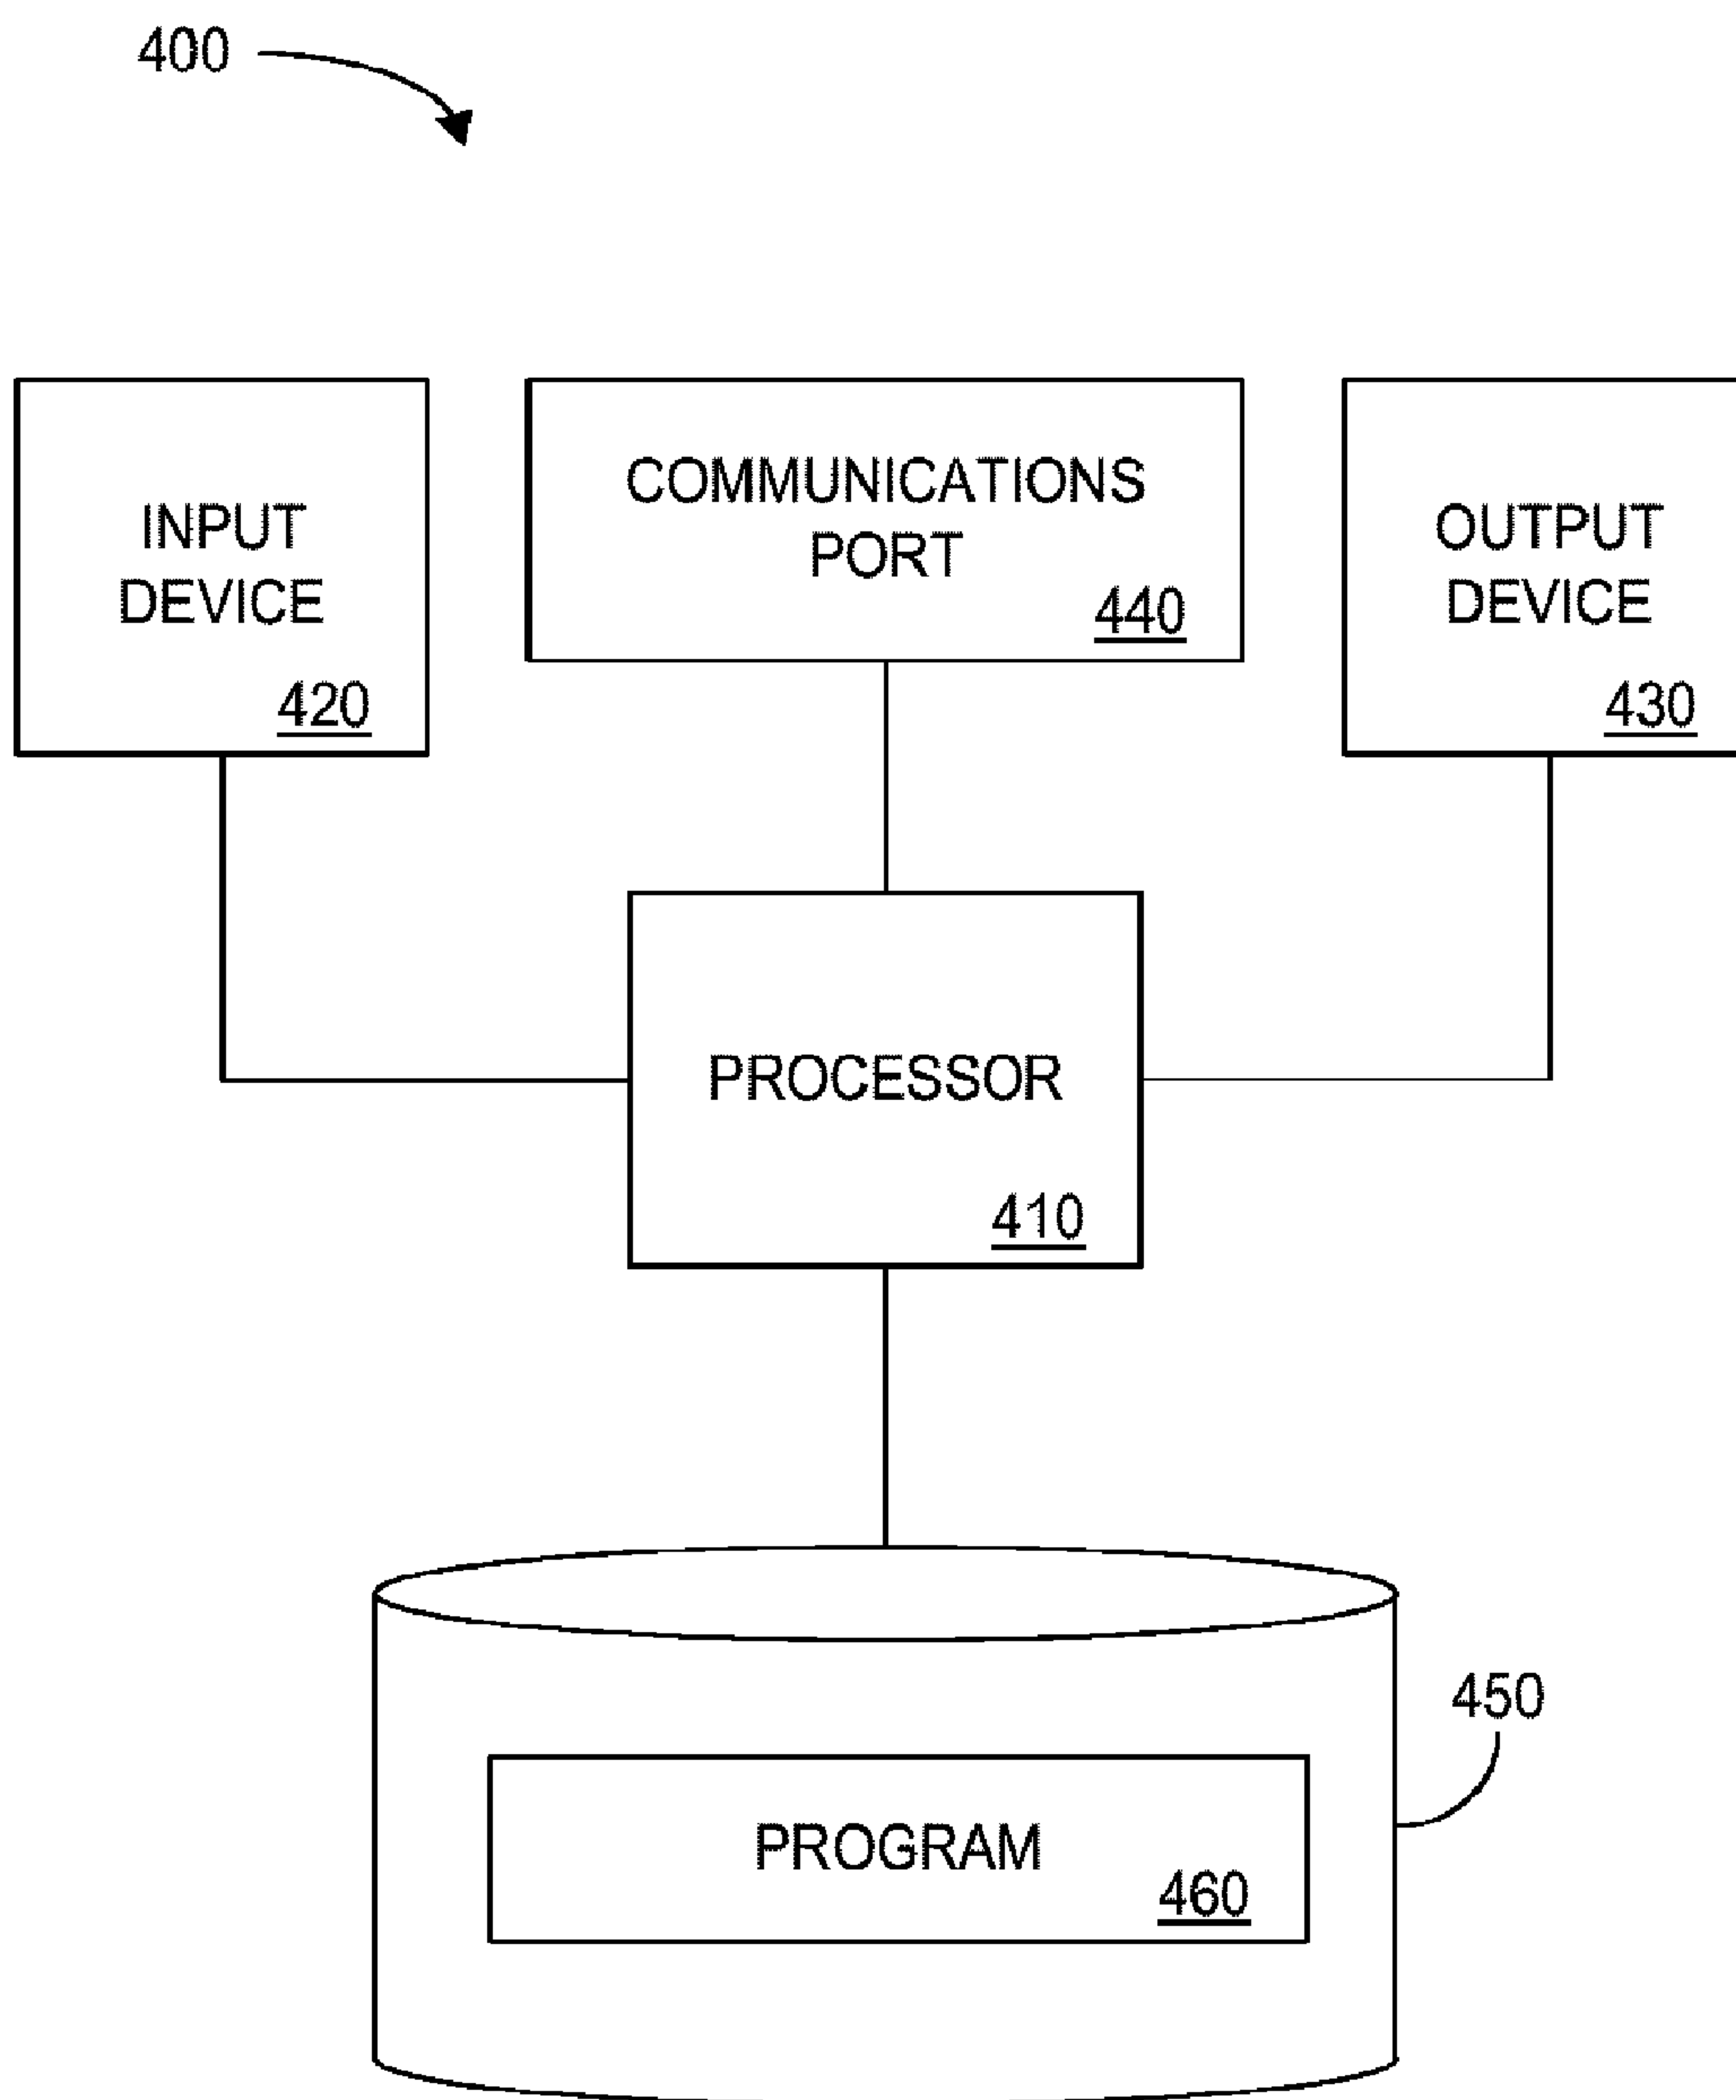 400
INPUT
DEVICE
420
COMMUNICATIONS
PORT
440
OUTPUT
DEVICE
430
PROCESSOR
410
450
PROGRAM
460